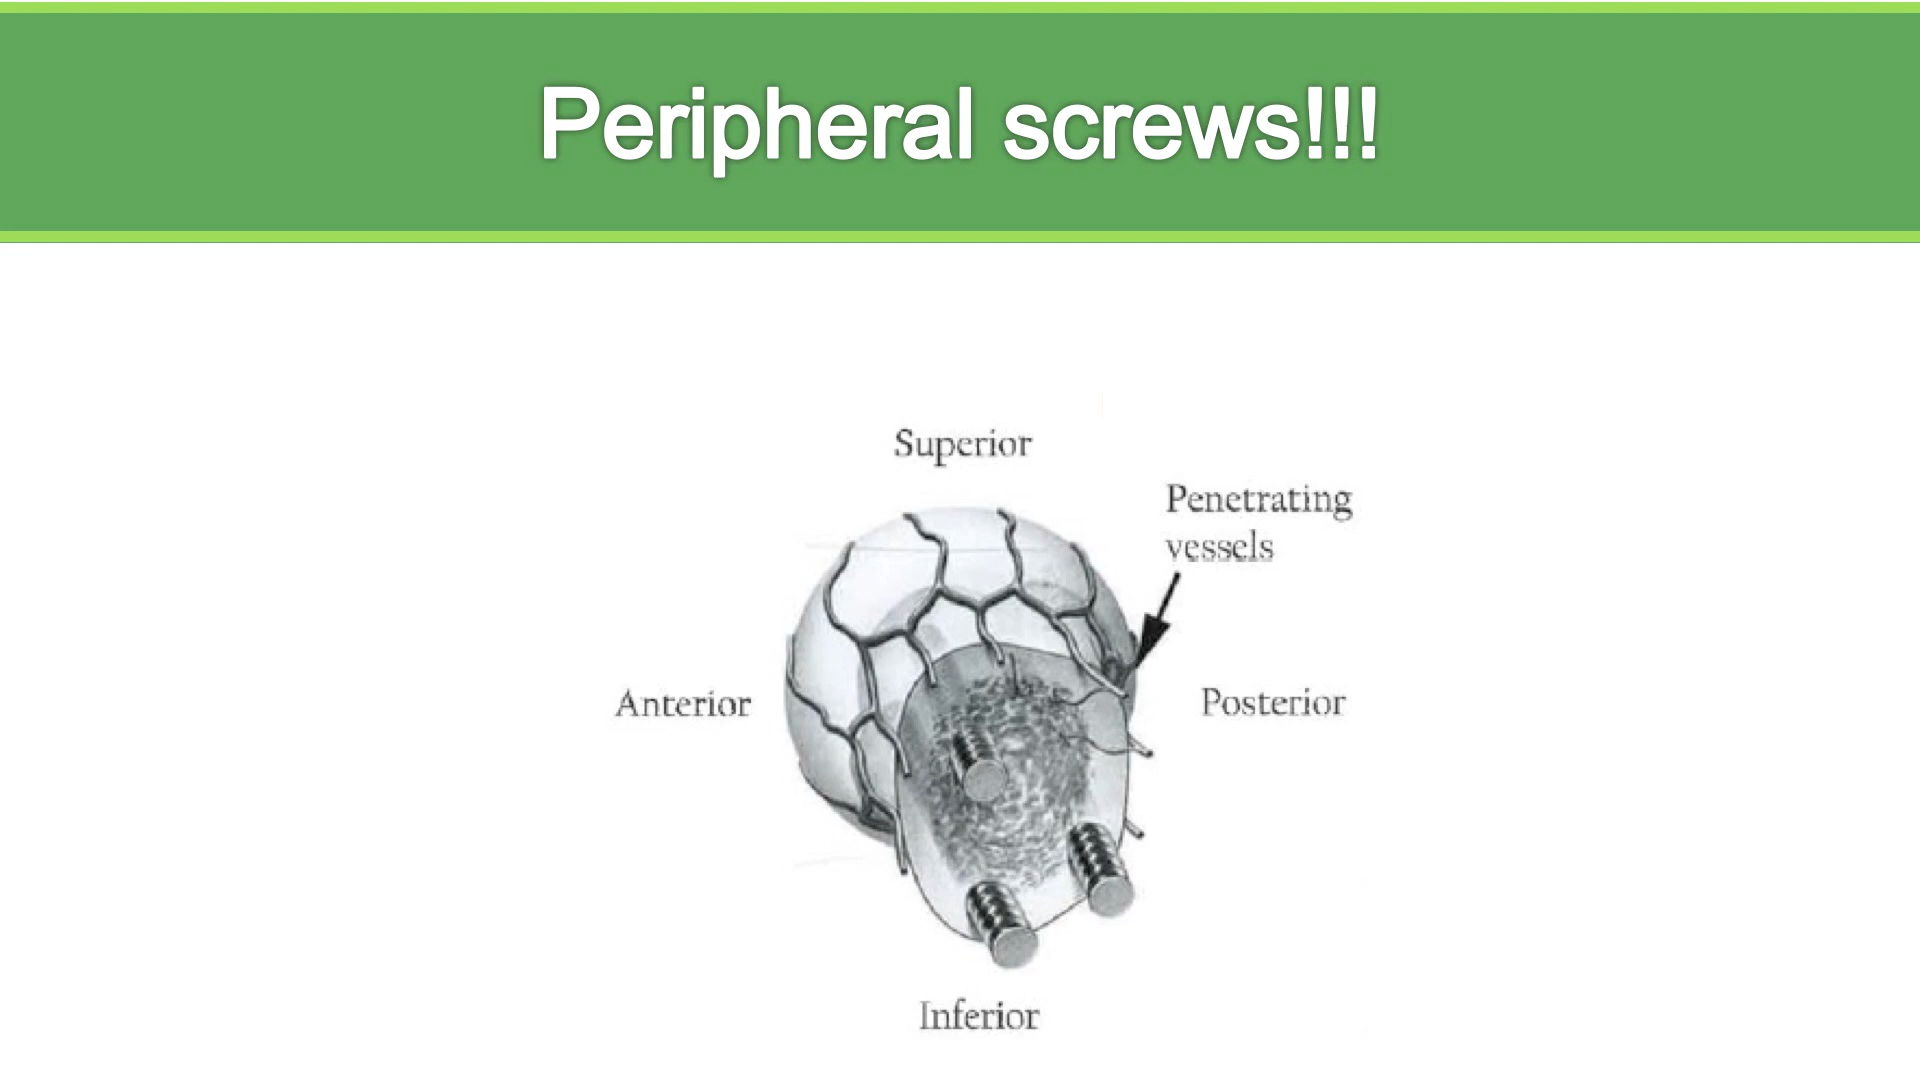 Peripheral screws!!!
Superior
Penetrating
vessels
Anterior
Posterior
Inferior